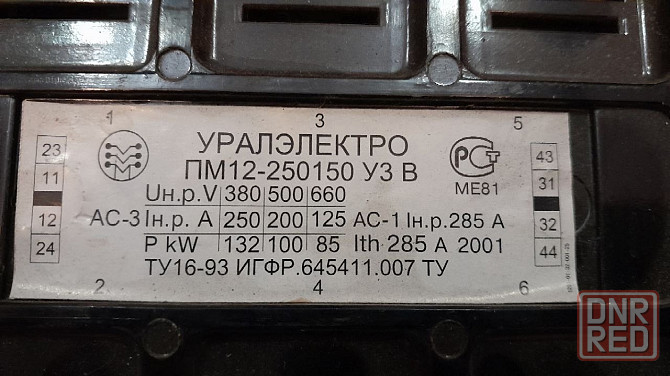 1 3 5
УРАЛЭЛЕКТРО
ПМ12-250150 У3 В
РСТ
МЕ81
23
11
12
24
43
31
32
44
Uн.р.V 380 500 660
АС-3 Iн.р. А 250 200 125 АС-1 Iн.р.285 А
Р kW 132 100 85 Ith 285 А 2001
ТУ16-93 ИГФР.645411.007 ТУ
2 4 6
DNR
RED